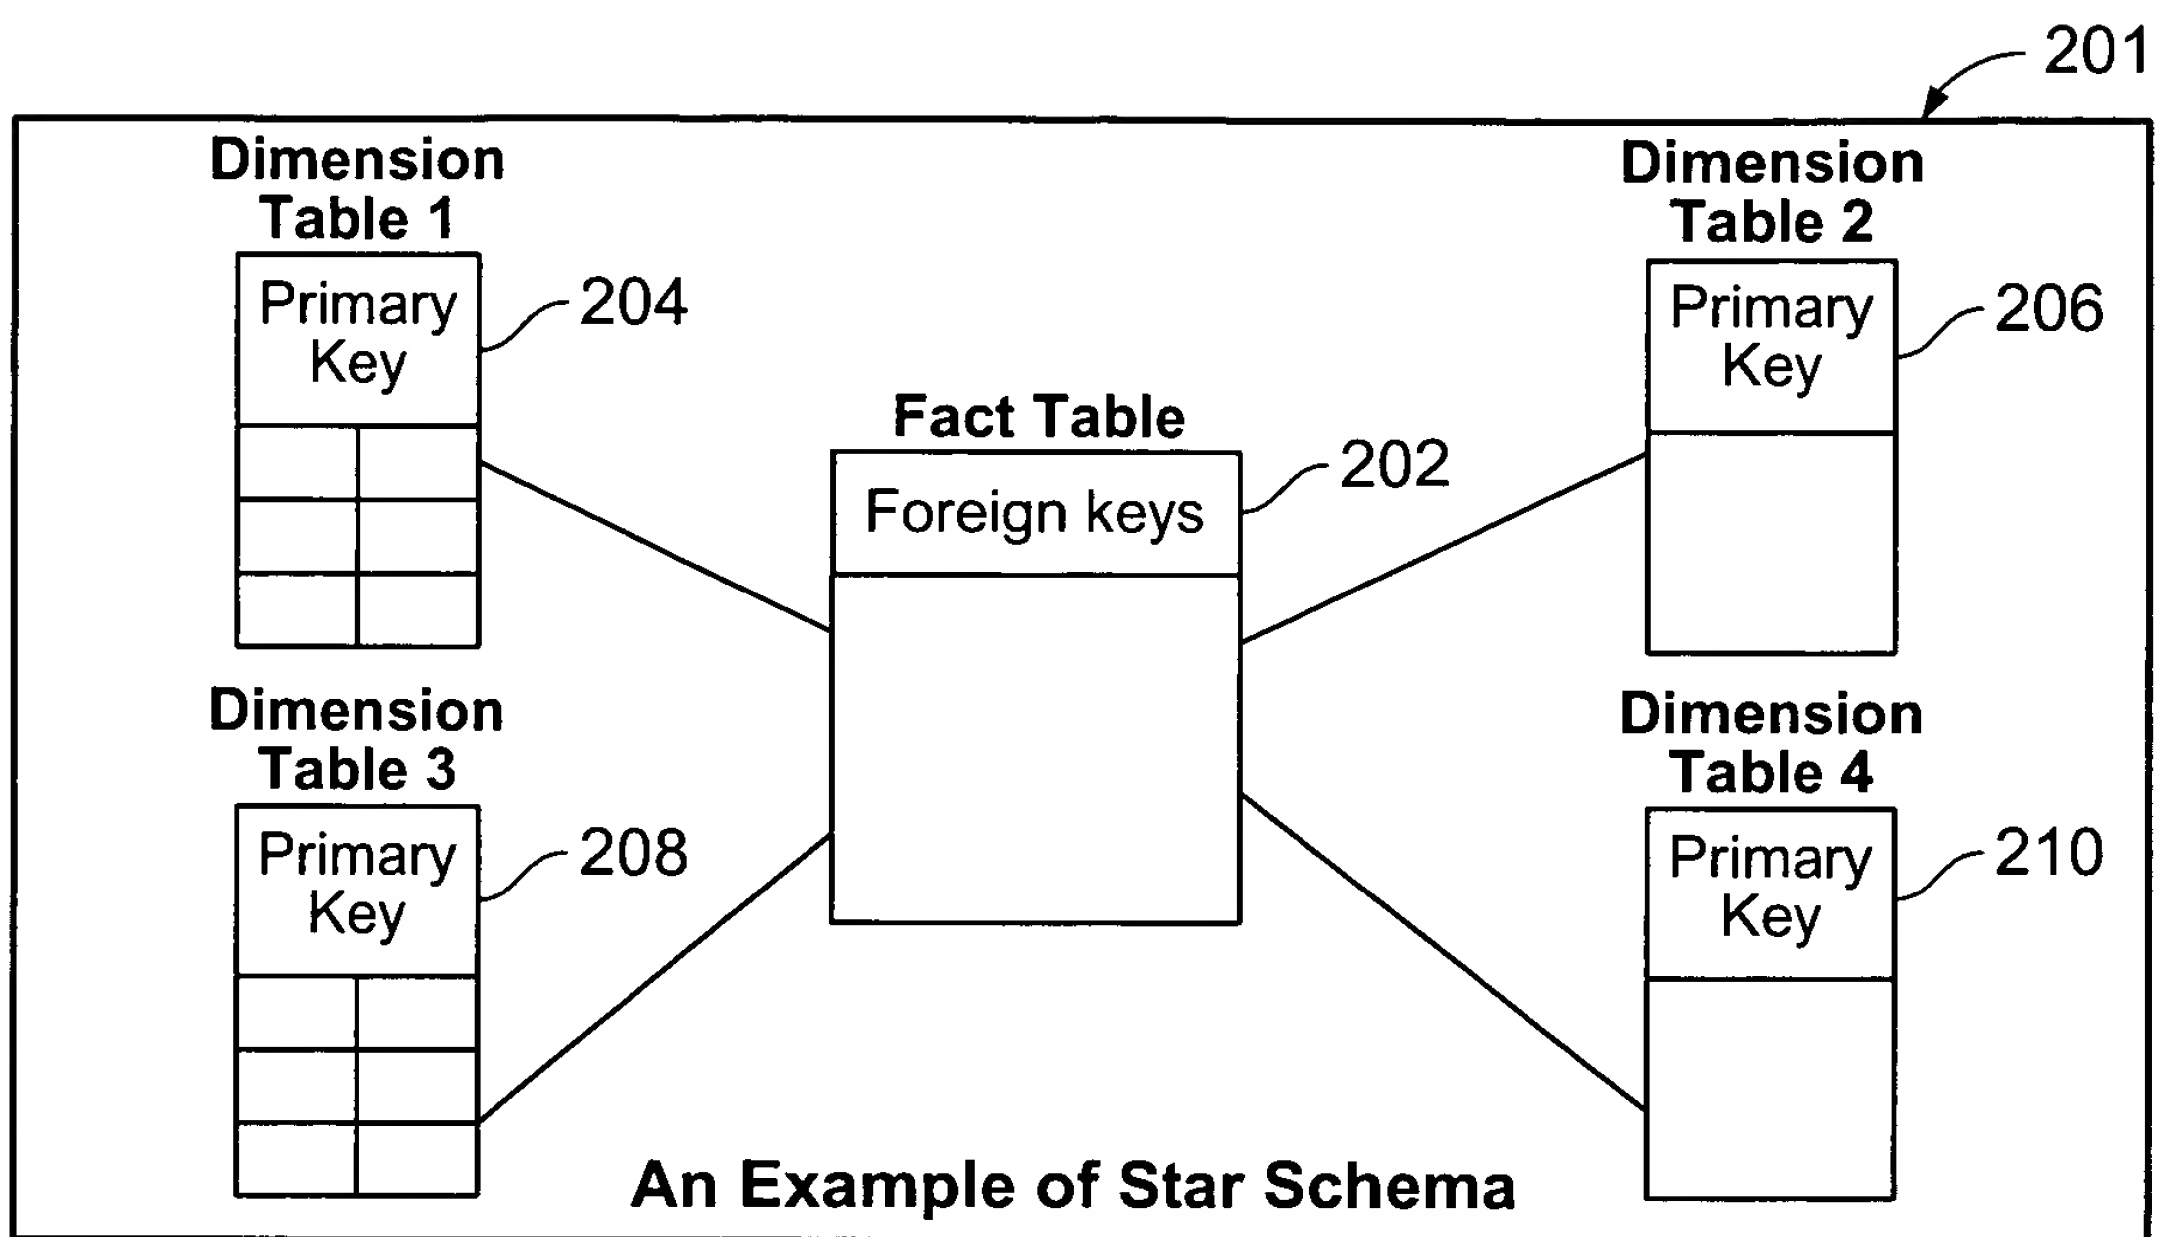 201
Dimension
Table 1
Primary
Key
204
Dimension
Table 2
Primary
Key
206
Fact Table
Foreign keys
202
Dimension
Table 3
Primary
Key
208
Dimension
Table 4
Primary
Key
210
An Example of Star Schema